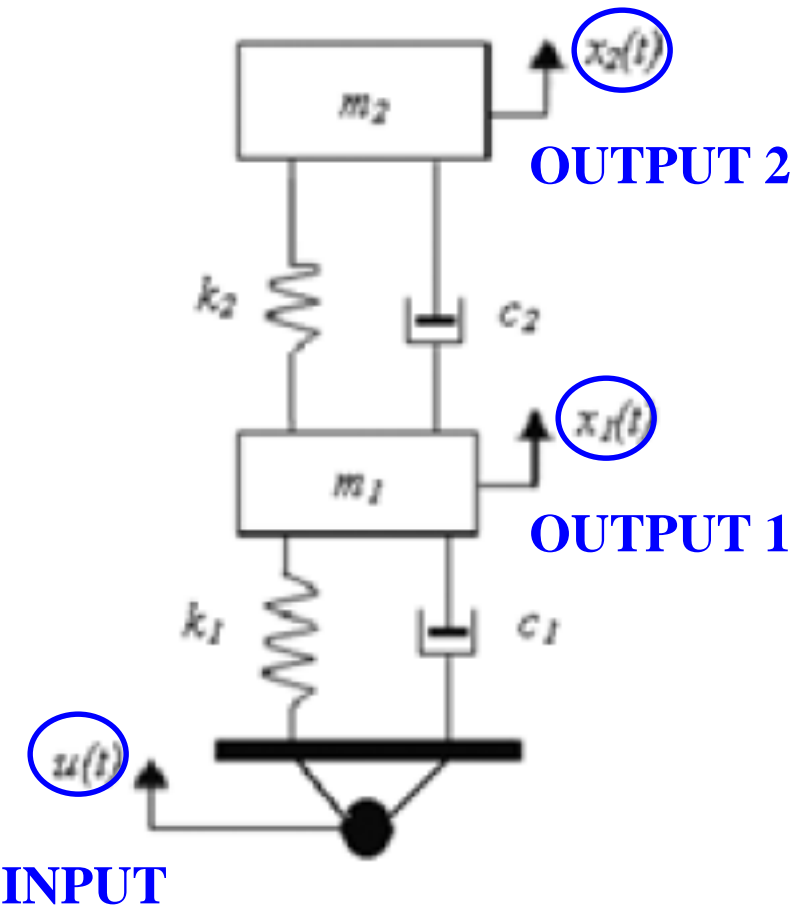 x2(t)
m2
OUTPUT 2
k2
c2
x1(t)
m1
OUTPUT 1
k1
c1
u(t)
INPUT